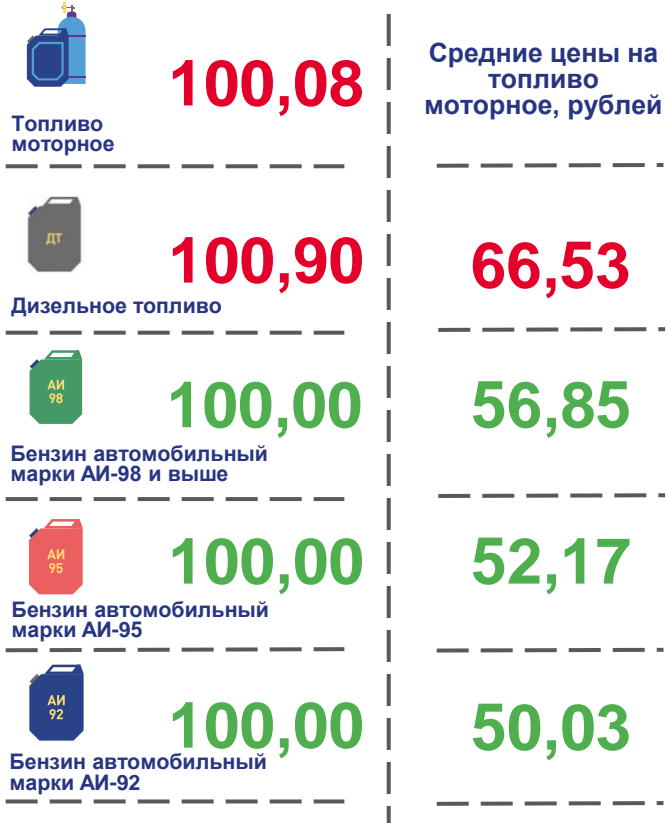 100,08
Топливо
моторное
Средние цены на
топливо
моторное, рублей
ДТ
100,90
Дизельное топливо
66,53
АИ
98
100,00
Бензин автомобильный
марки АИ-98 и выше
56,85
АИ
95
100,00
Бензин автомобильный
марки АИ-95
52,17
АИ
92
100,00
Бензин автомобильный
марки АИ-92
50,03